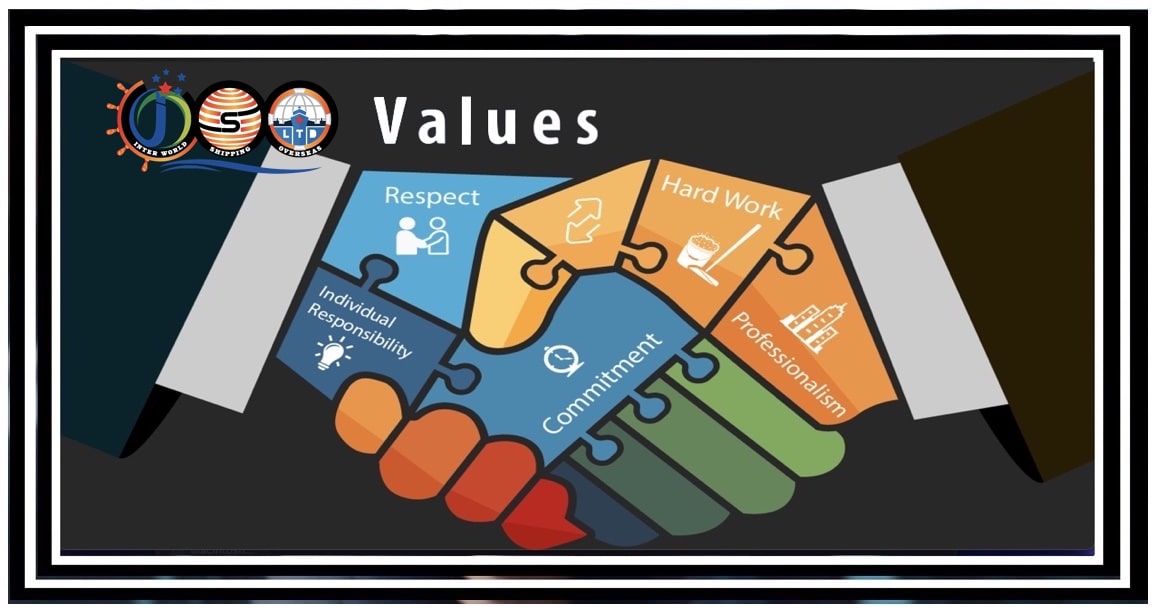 Values
J S O
LTD
INTER WORLD
SHIPPING
OVERSEAS
Respect
Hard Work
Individual
Responsibility
Commitment
Professionalism